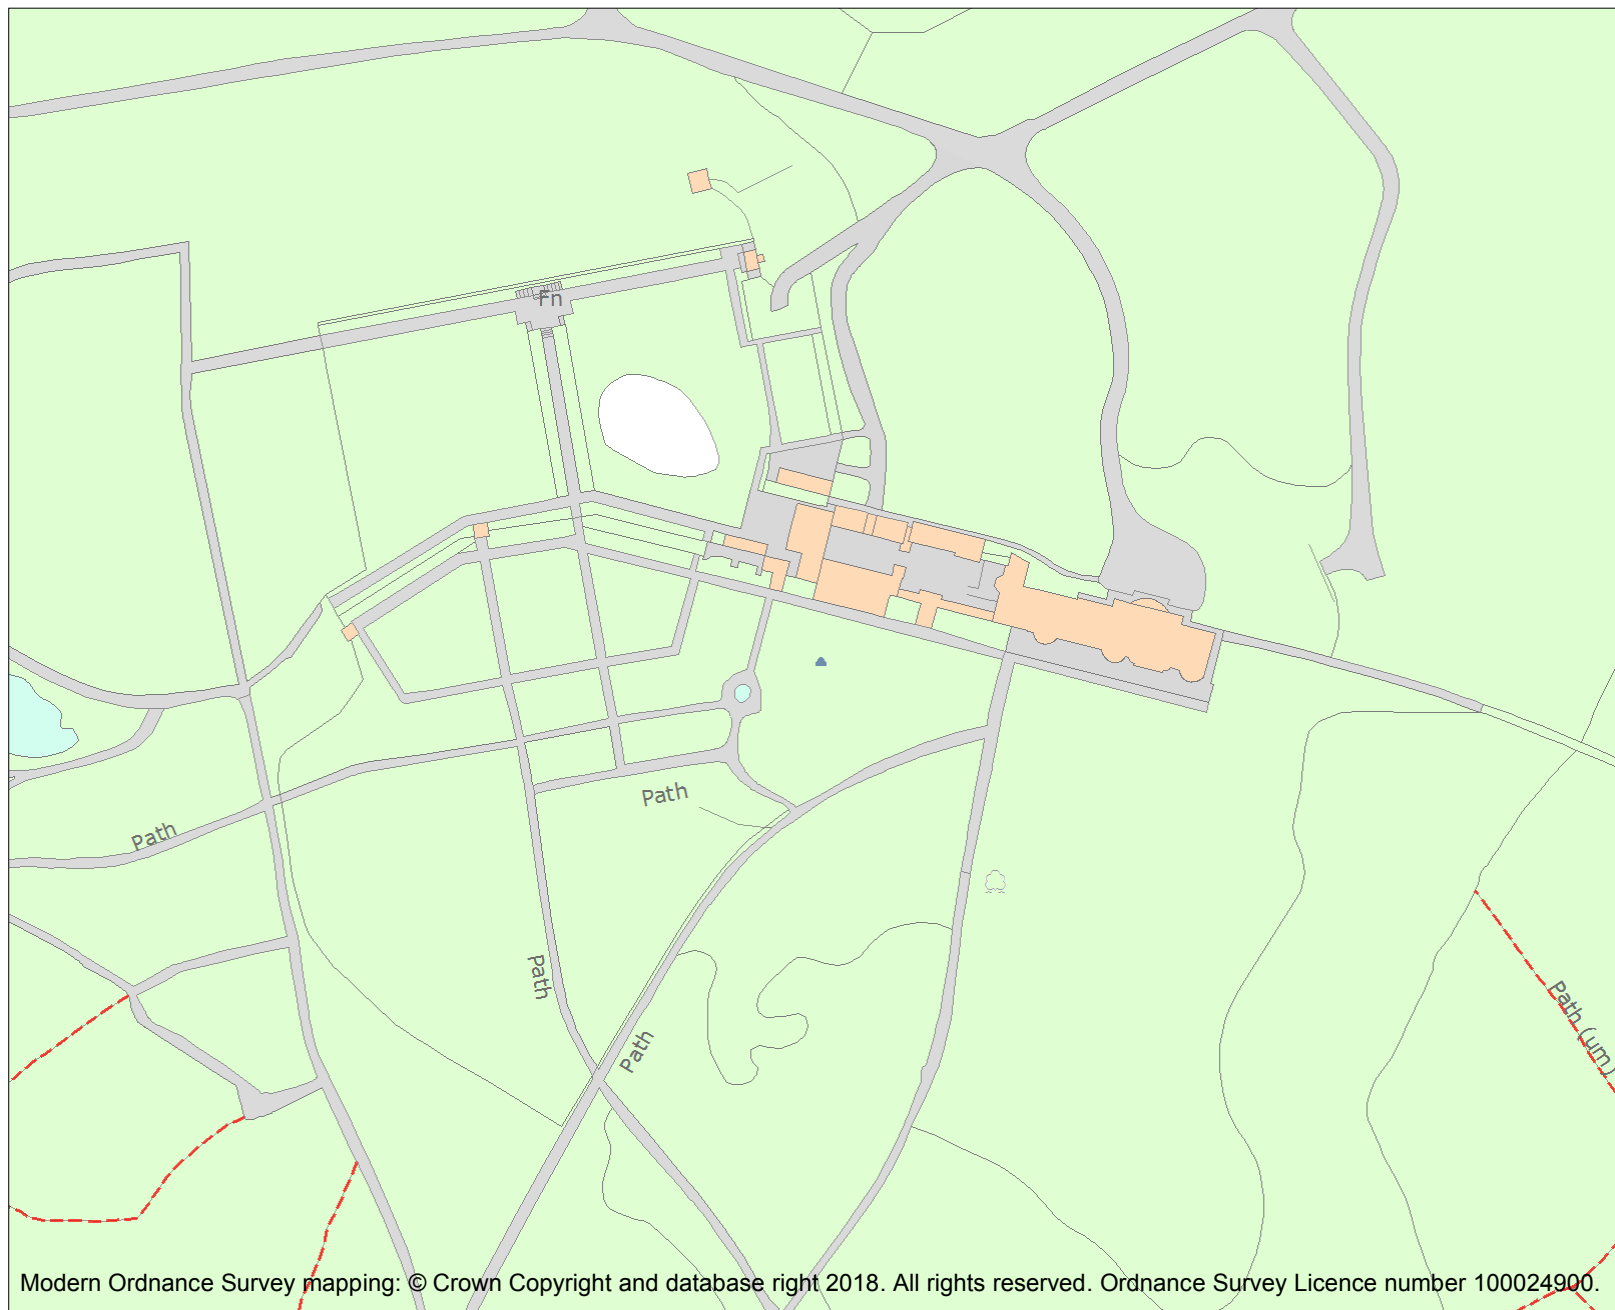 Fn
Path
Path
Path
Path
Path (um)
Modern Ordnance Survey mapping: © Crown Copyright and database right 2018. All rights reserved. Ordnance Survey Licence number 100024900.